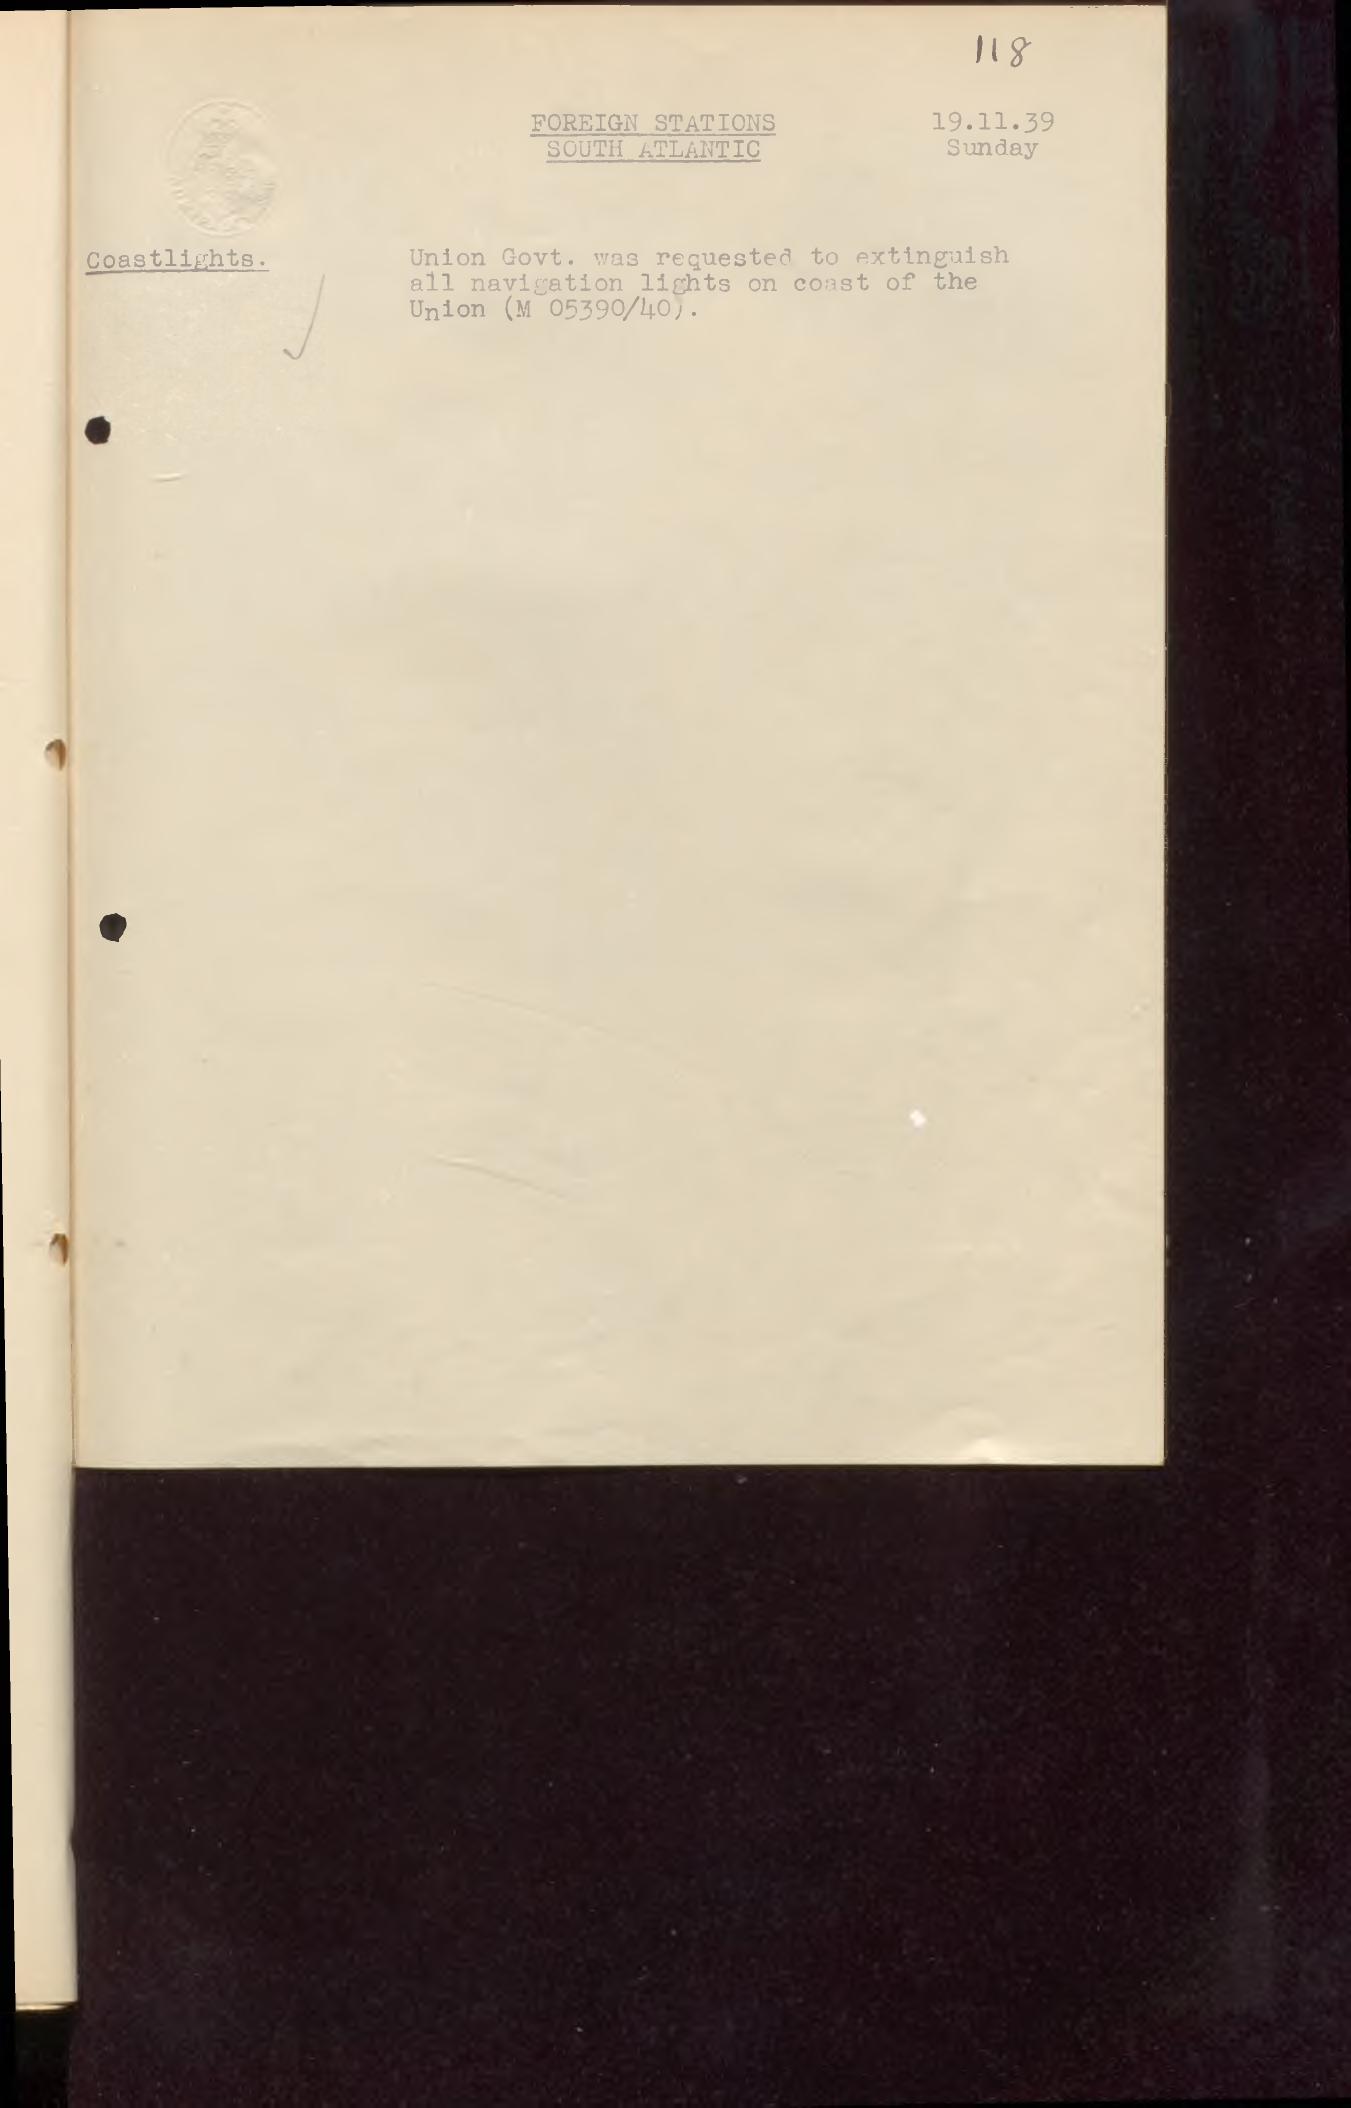 118
FOREIGN STATIONS
SOUTH ATLANTIC
19.11.39
Sunday
Coastlights.
Union Govt. was requested to extinguish
all navigation lights on coast of the
Union (M 05390/40).